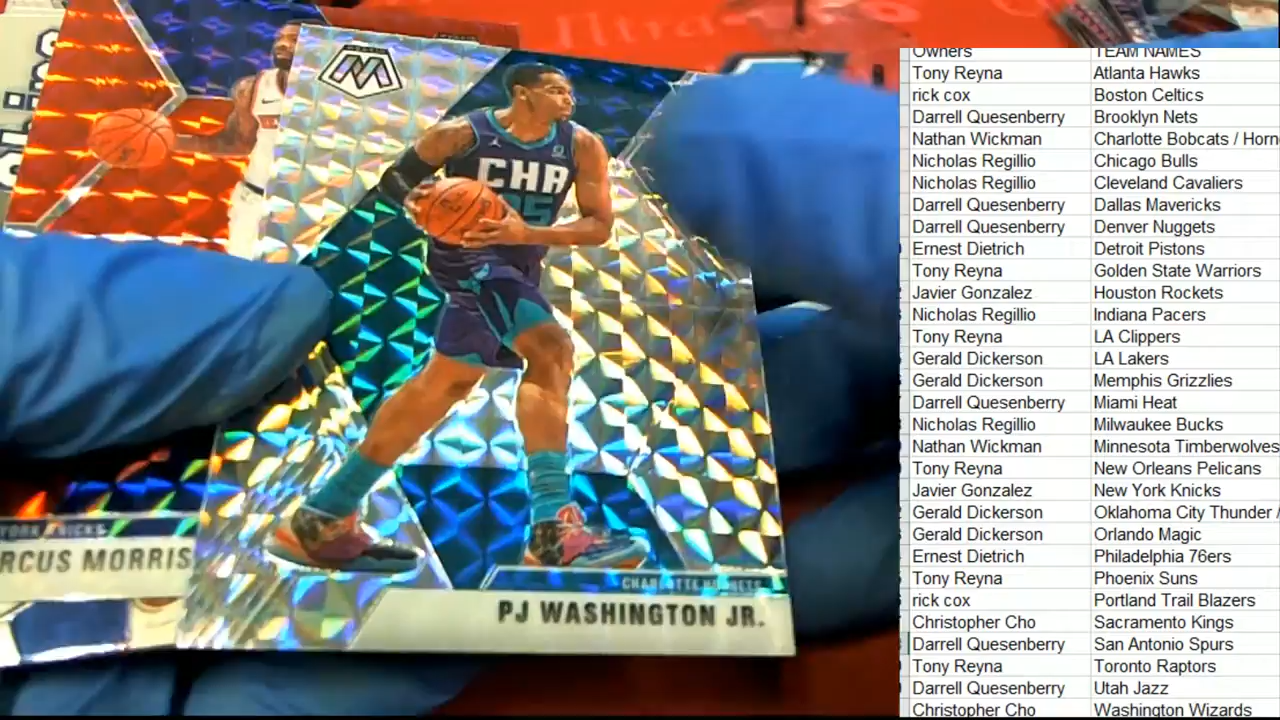 CHA
25
CHARLOTTE HORNETS
PJ WASHINGTON JR.
YORK KNICKS
RCUS MORRIS
Owners TEAM NAMES
Tony Reyna Atlanta Hawks
rick cox Boston Celtics
Darrell Quesenberry Brooklyn Nets
Nathan Wickman Charlotte Bobcats / Horn
Nicholas Regillio Chicago Bulls
Nicholas Regillio Cleveland Cavaliers
Darrell Quesenberry Dallas Mavericks
Darrell Quesenberry Denver Nuggets
Ernest Dietrich Detroit Pistons
Tony Reyna Golden State Warriors
Javier Gonzalez Houston Rockets
Nicholas Regillio Indiana Pacers
Tony Reyna LA Clippers
Gerald Dickerson LA Lakers
Gerald Dickerson Memphis Grizzlies
Darrell Quesenberry Miami Heat
Nicholas Regillio Milwaukee Bucks
Nathan Wickman Minnesota Timberwolves
Tony Reyna New Orleans Pelicans
Javier Gonzalez New York Knicks
Gerald Dickerson Oklahoma City Thunder /
Gerald Dickerson Orlando Magic
Ernest Dietrich Philadelphia 76ers
Tony Reyna Phoenix Suns
rick cox Portland Trail Blazers
Christopher Cho Sacramento Kings
Darrell Quesenberry San Antonio Spurs
Tony Reyna Toronto Raptors
Darrell Quesenberry Utah Jazz
Christopher Cho Washington Wizards